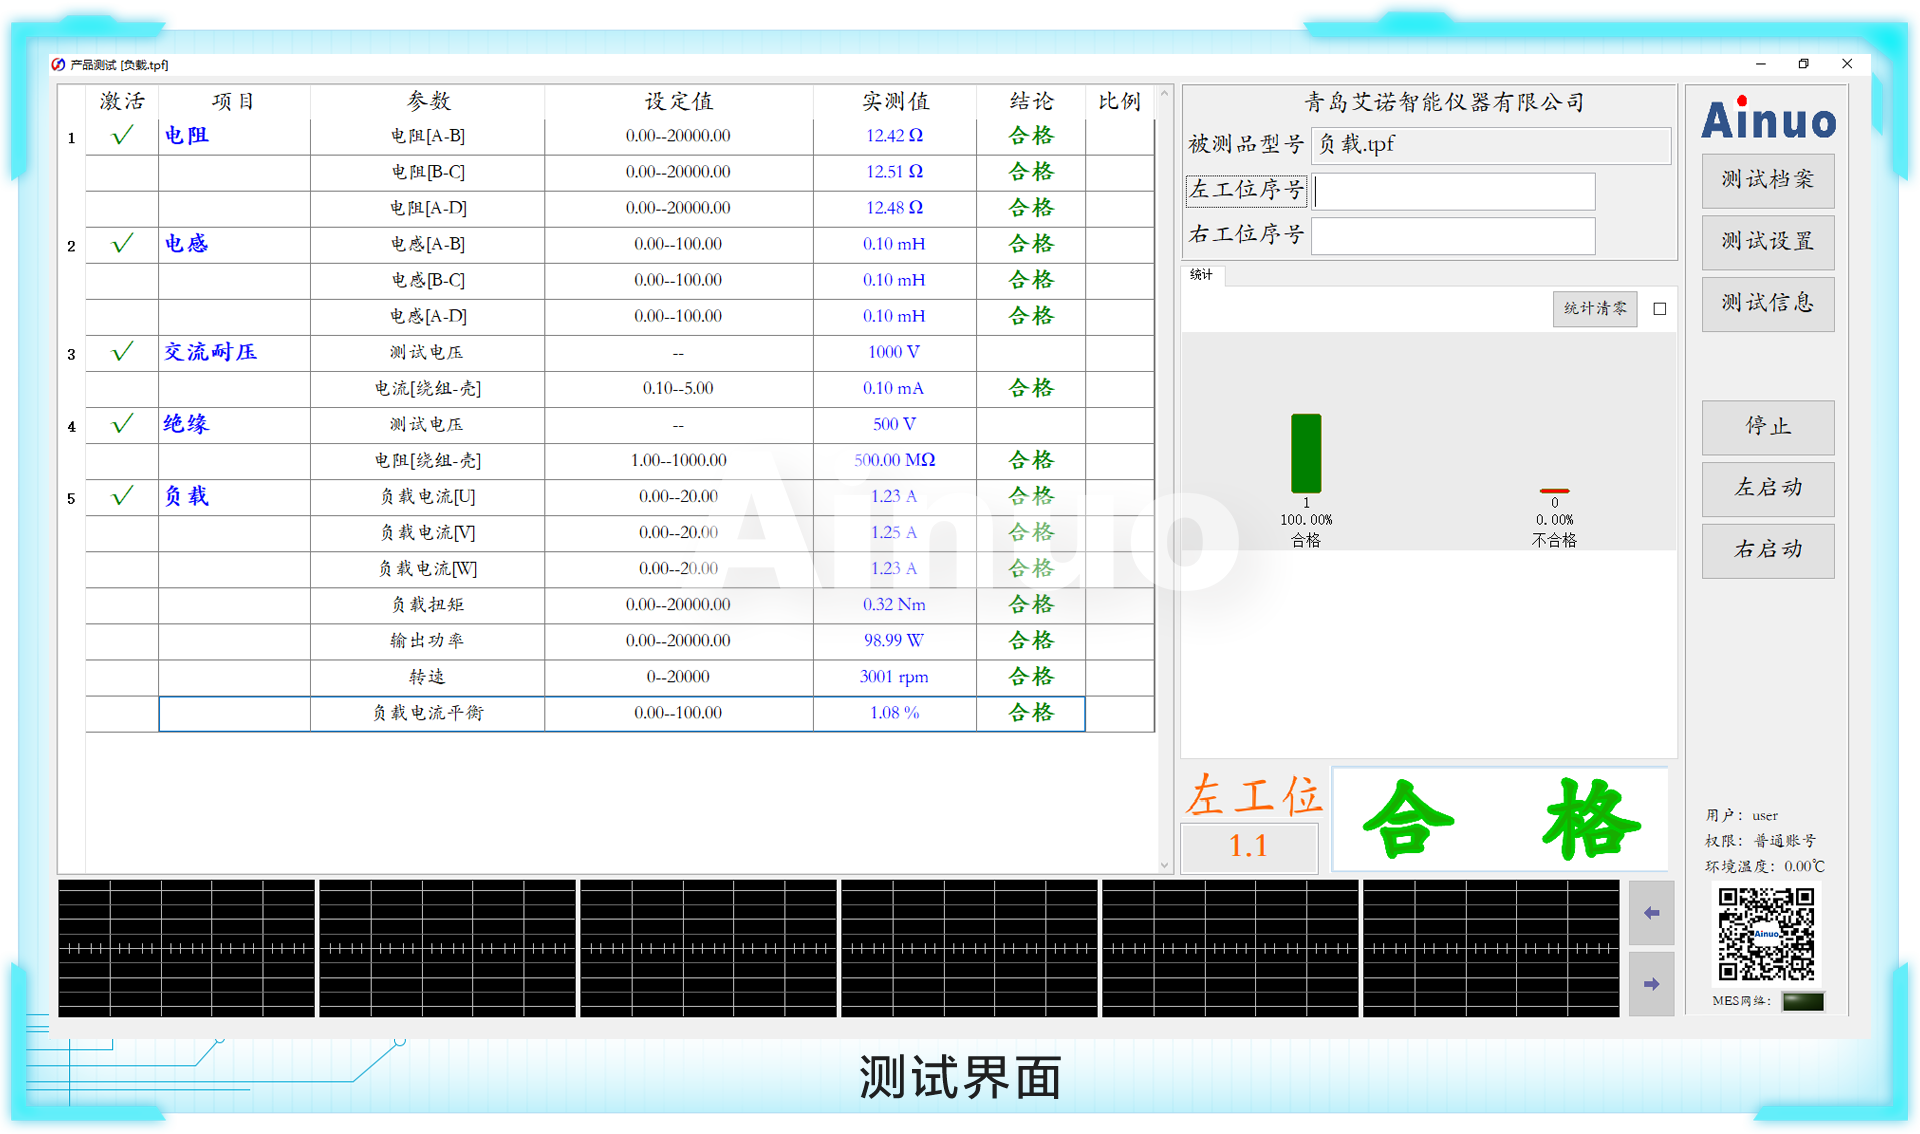 产品测试 [负载.tpf]
激活 项目 参数 设定值 实测值 结论 比例
1 √ 电阻 电阻[A-B] 0.00--20000.00 12.42 Ω 合格
电阻[B-C] 0.00--20000.00 12.51 Ω 合格
电阻[A-D] 0.00--20000.00 12.48 Ω 合格
2 √ 电感 电感[A-B] 0.00--100.00 0.10 mH 合格
电感[B-C] 0.00--100.00 0.10 mH 合格
电感[A-D] 0.00--100.00 0.10 mH 合格
3 √ 交流耐压 测试电压 -- 1000 V
电流[绕组-壳] 0.10--5.00 0.10 mA 合格
4 √ 绝缘 测试电压 -- 500 V
电阻[绕组-壳] 1.00--1000.00 500.00 MΩ 合格
5 √ 负载 负载电流[U] 0.00--20.00 1.23 A 合格
负载电流[V] 0.00--20.00 1.25 A 合格
负载电流[W] 0.00--20.00 1.23 A 合格
负载扭矩 0.00--20000.00 0.32 Nm 合格
输出功率 0.00--20000.00 98.99 W 合格
转速 0--20000 3001 rpm 合格
负载电流平衡 0.00--100.00 1.08 % 合格
Ainuo
青岛艾诺智能仪器有限公司
被测品型号 负载.tpf
左工位序号
右工位序号
统计
统计清零
1 0
100.00% 0.00%
合格 不合格
左工位 合格
1.1
Ainuo
测试档案
测试设置
测试信息
停止
左启动
右启动
用户： user
权限： 普通账号
环境温度： 0.00℃
Ainuo
MES网络：
测试界面